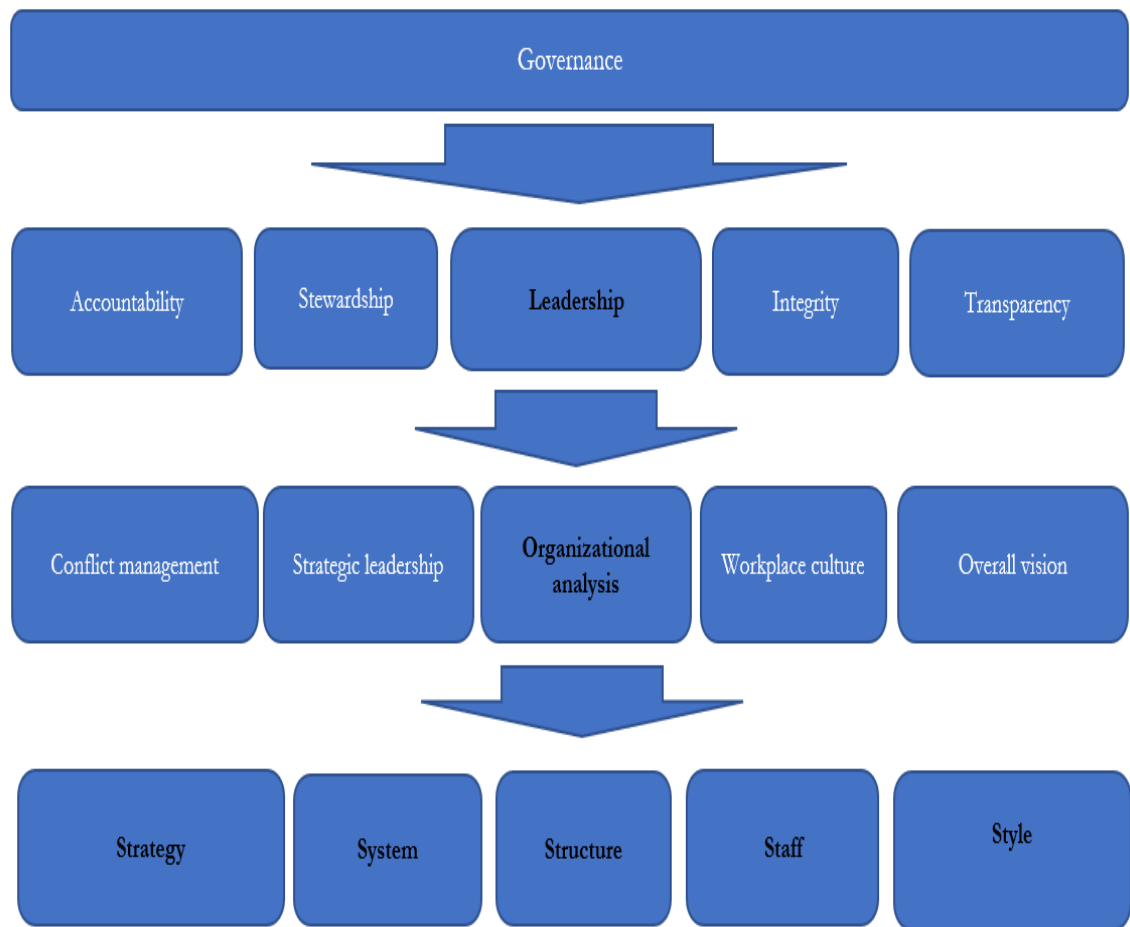 Governance
Accountability
Stewardship
Leadership
Integrity
Transparency
Conflict management
Strategic leadership
Organizational
analysis
Workplace culture
Overall vision
Strategy
System
Structure
Staff
Style